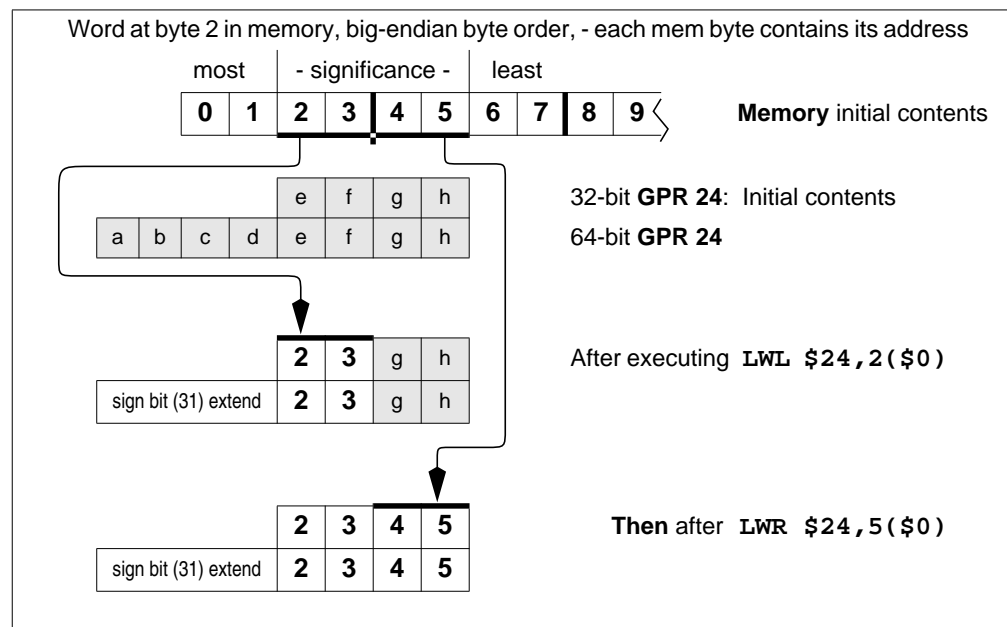 Word at byte 2 in memory, big-endian byte order, - each mem byte contains its address
most - significance - least
0 1 2 3 4 5 6 7 8 9 Memory initial contents
e f g h 32-bit GPR 24: Initial contents
a b c d e f g h 64-bit GPR 24
2 3 g h After executing LWL $24,2($0)
sign bit (31) extend 2 3 g h
2 3 4 5 Then after LWR $24,5($0)
sign bit (31) extend 2 3 4 5